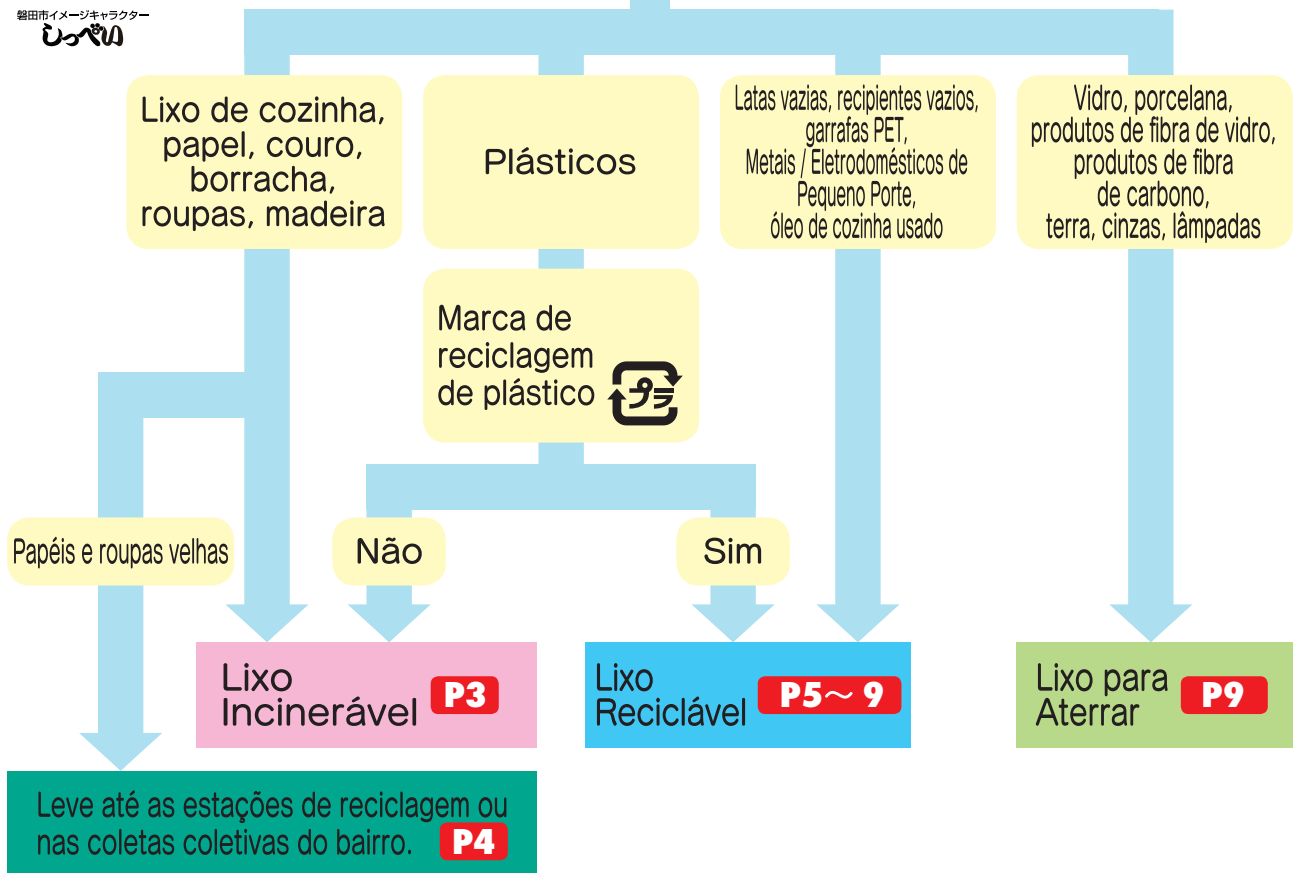 磐田市イメージキャラクター
しっぺい
Lixo de cozinha,
papel, couro,
borracha,
roupas, madeira
Plásticos
Latas vazias, recipientes vazios,
garrafas PET,
Metais / Eletrodomésticos de
Pequeno Porte,
óleo de cozinha usado
Vidro, porcelana,
produtos de fibra de vidro,
produtos de fibra
de carbono,
terra, cinzas, lâmpadas
Marca de
reciclagem
de plástico
プラ
Papéis e roupas velhas
Não
Sim
Lixo
Incinerável P3
Lixo
Reciclável P5～9
Lixo para
Aterrar P9
Leve até as estações de reciclagem ou
nas coletas coletivas do bairro. P4